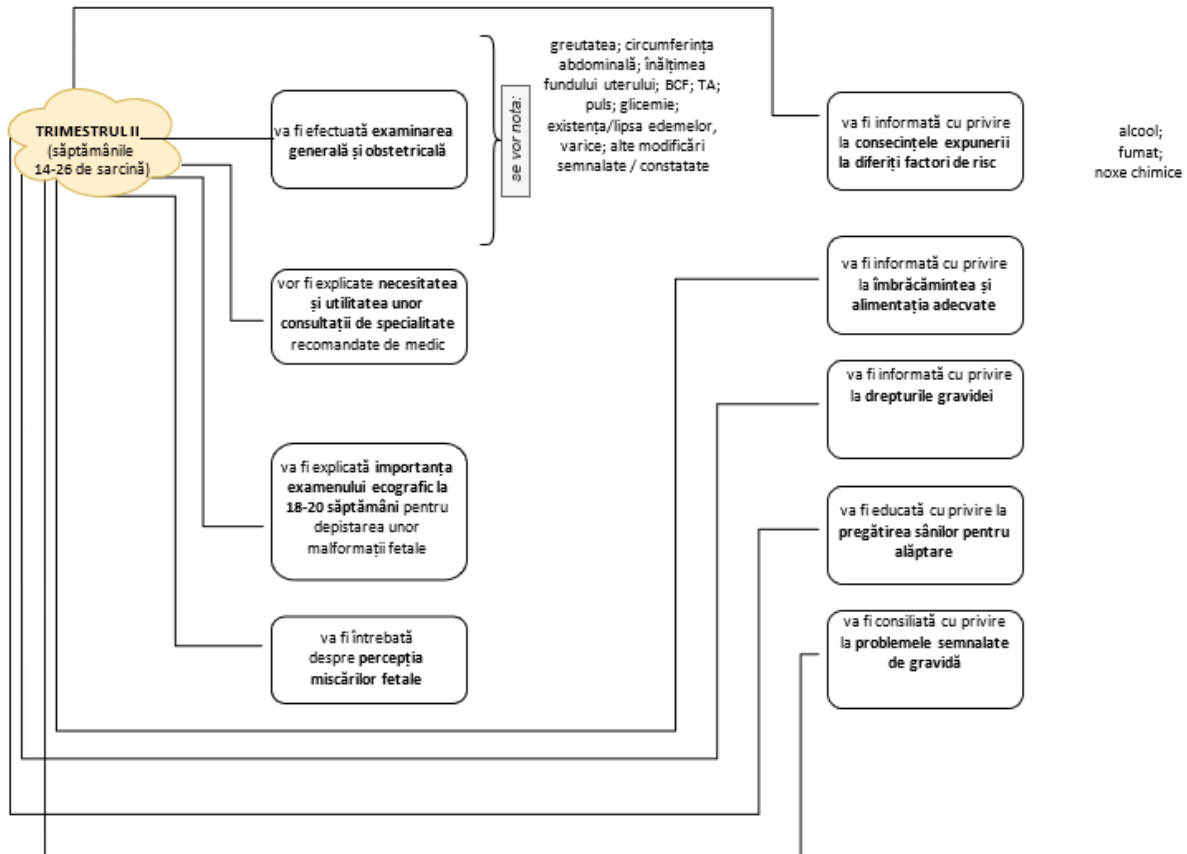 TRIMESTRUL II
(săptămânile
14-26 de sarcină)
va fi efectuată examinarea
generală și obstetricală
se vor nota:
greutatea; circumferința
abdominală; înălțimea
fundului uterului; BCF; TA;
puls; glicemie;
existența/lipsa edemelor,
varice; alte modificări
semnalate / constatate
vor fi explicate necesitatea
și utilitatea unor
consultații de specialitate
recomandate de medic
va fi explicată importanța
examenului ecografic la
18-20 săptămâni pentru
depistarea unor
malformații fetale
va fi întrebată
despre percepția
miscărilor fetale
va fi informată cu privire
la consecințele expunerii
la diferiți factori de risc
alcool;
fumat;
noxe chimice
va fi informată cu privire
la îmbrăcămintea și
alimentația adecvate
va fi informată cu privire
la drepturile gravidei
va fi educată cu privire la
pregătirea sânilor pentru
alăptare
va fi consiliată cu privire
la problemele semnalate
de gravidă